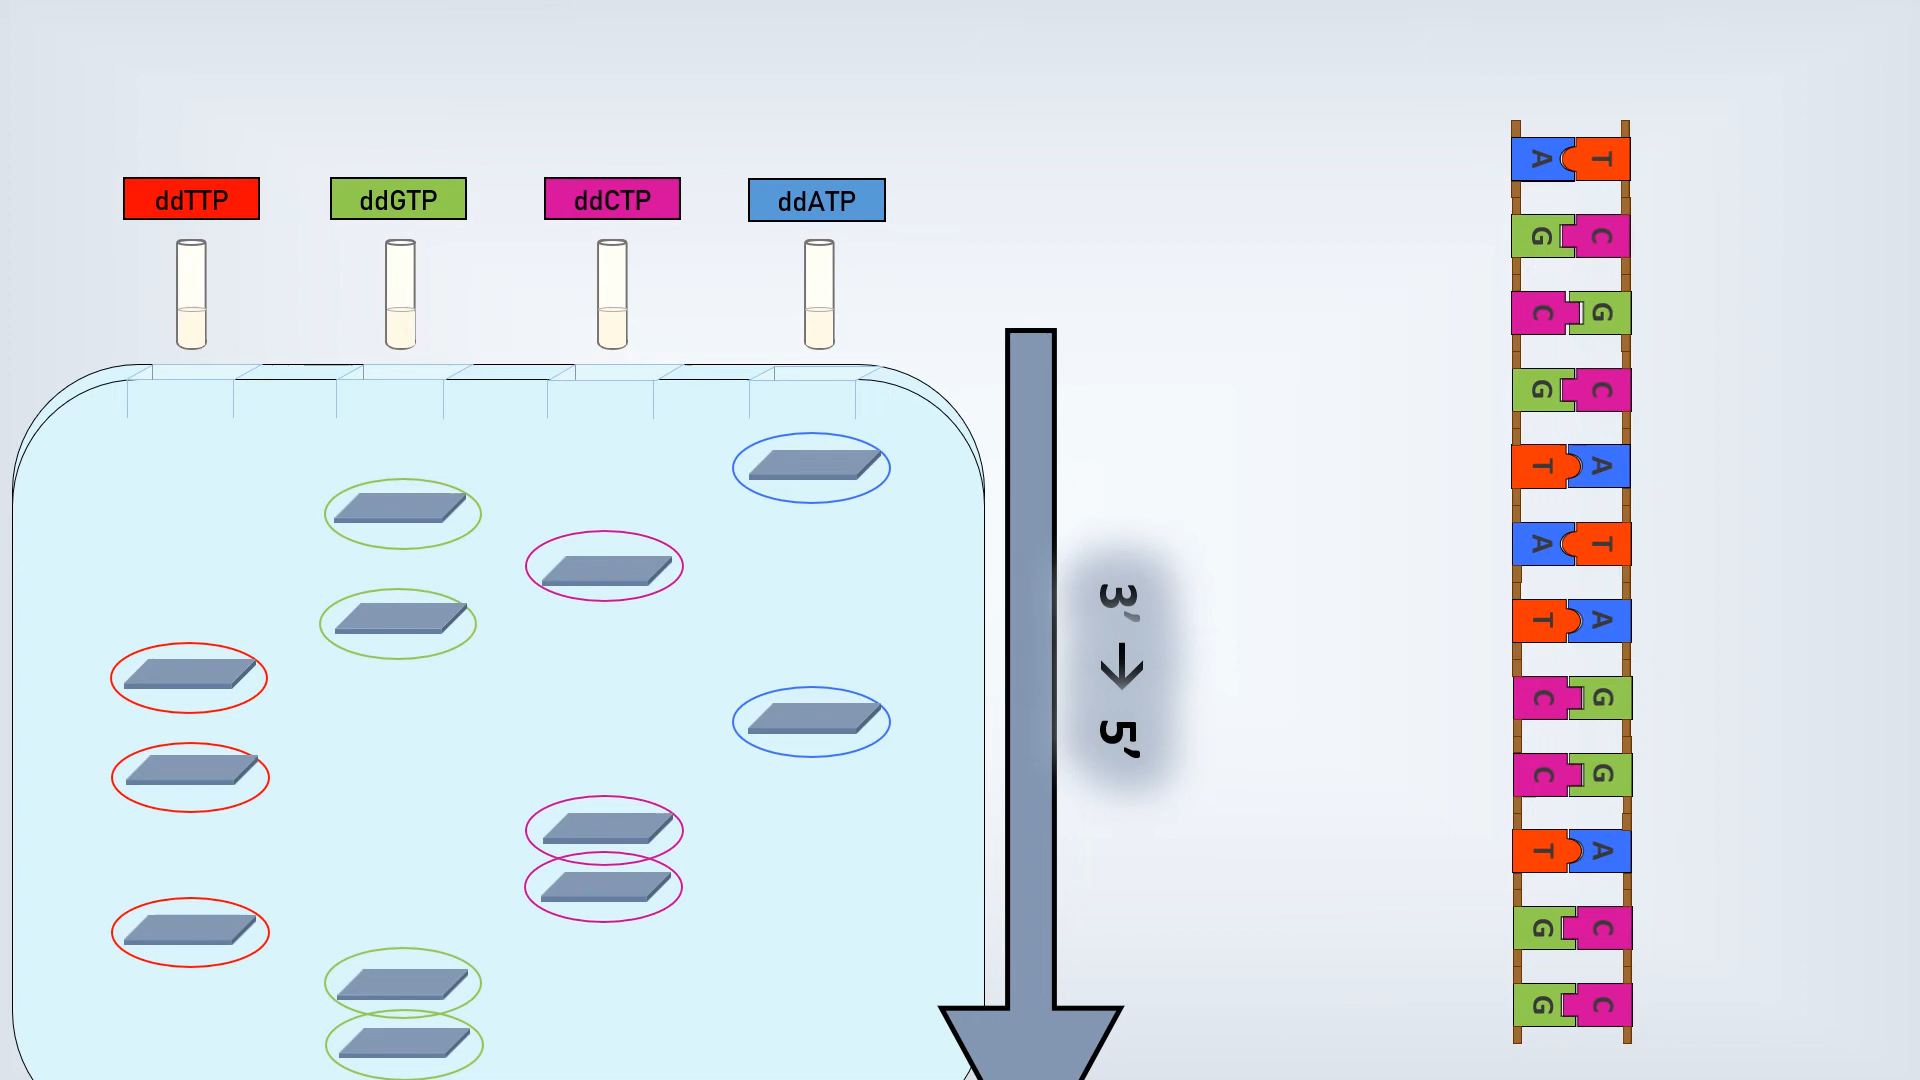 ddTTP ddGTP ddCTP ddATP
3’ → 5’
A T
G C
C G
G C
T A
A T
T A
C G
C G
T A
G C
G C